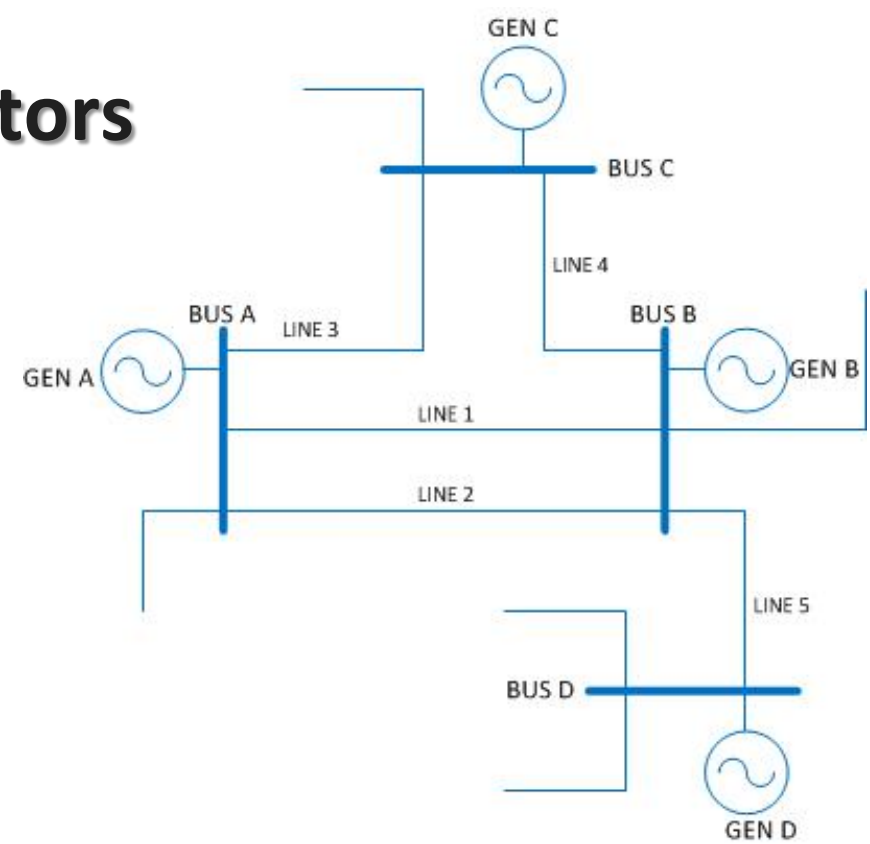 GEN C
tors
BUS C
LINE 4
BUS A
BUS B
LINE 3
GEN A
GEN B
LINE 1
LINE 2
LINE 5
BUS D
GEN D